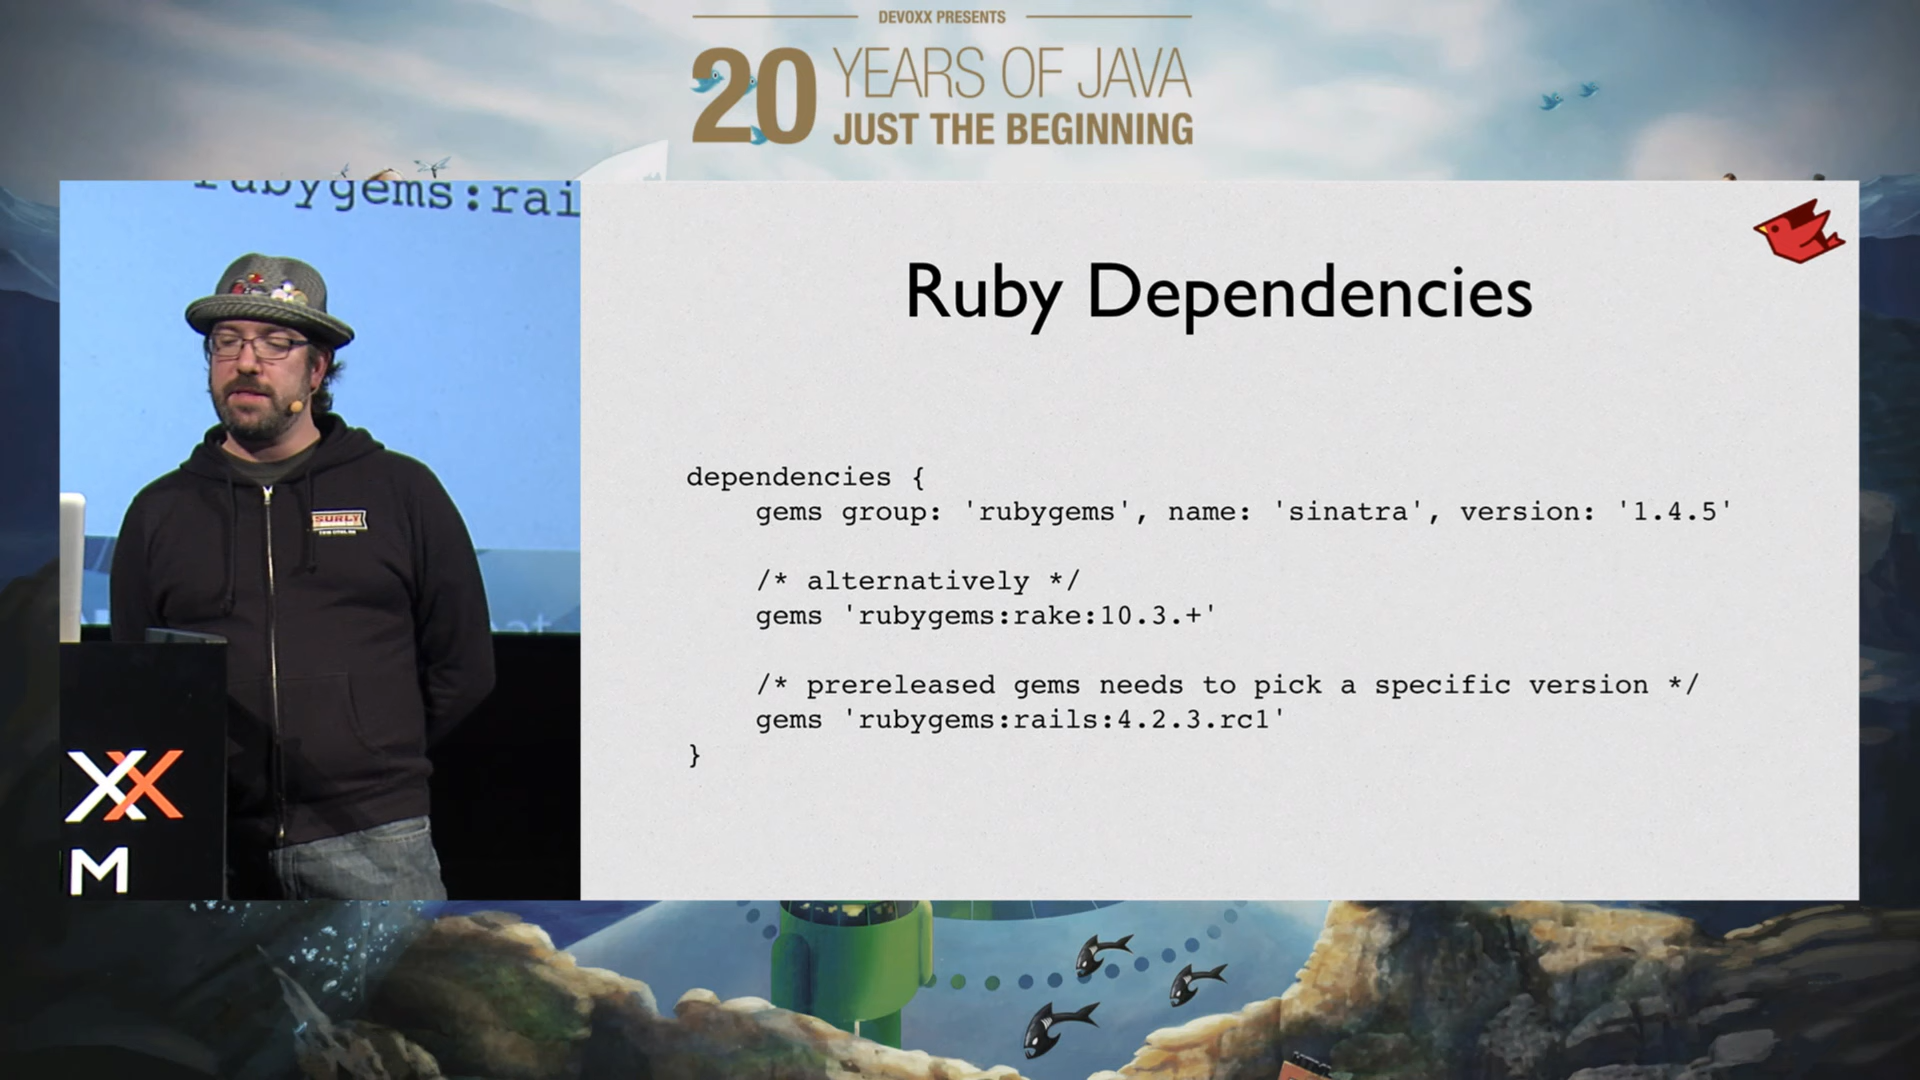 DEVOXX PRESENTS
20 YEARS OF JAVA
JUST THE BEGINNING
rubygems:rai
SURLY
XX
M
Ruby Dependencies
dependencies {
gems group: 'rubygems', name: 'sinatra', version: '1.4.5'
/* alternatively */
gems 'rubygems:rake:10.3.+'
/* prereleased gems needs to pick a specific version */
gems 'rubygems:rails:4.2.3.rc1'
}